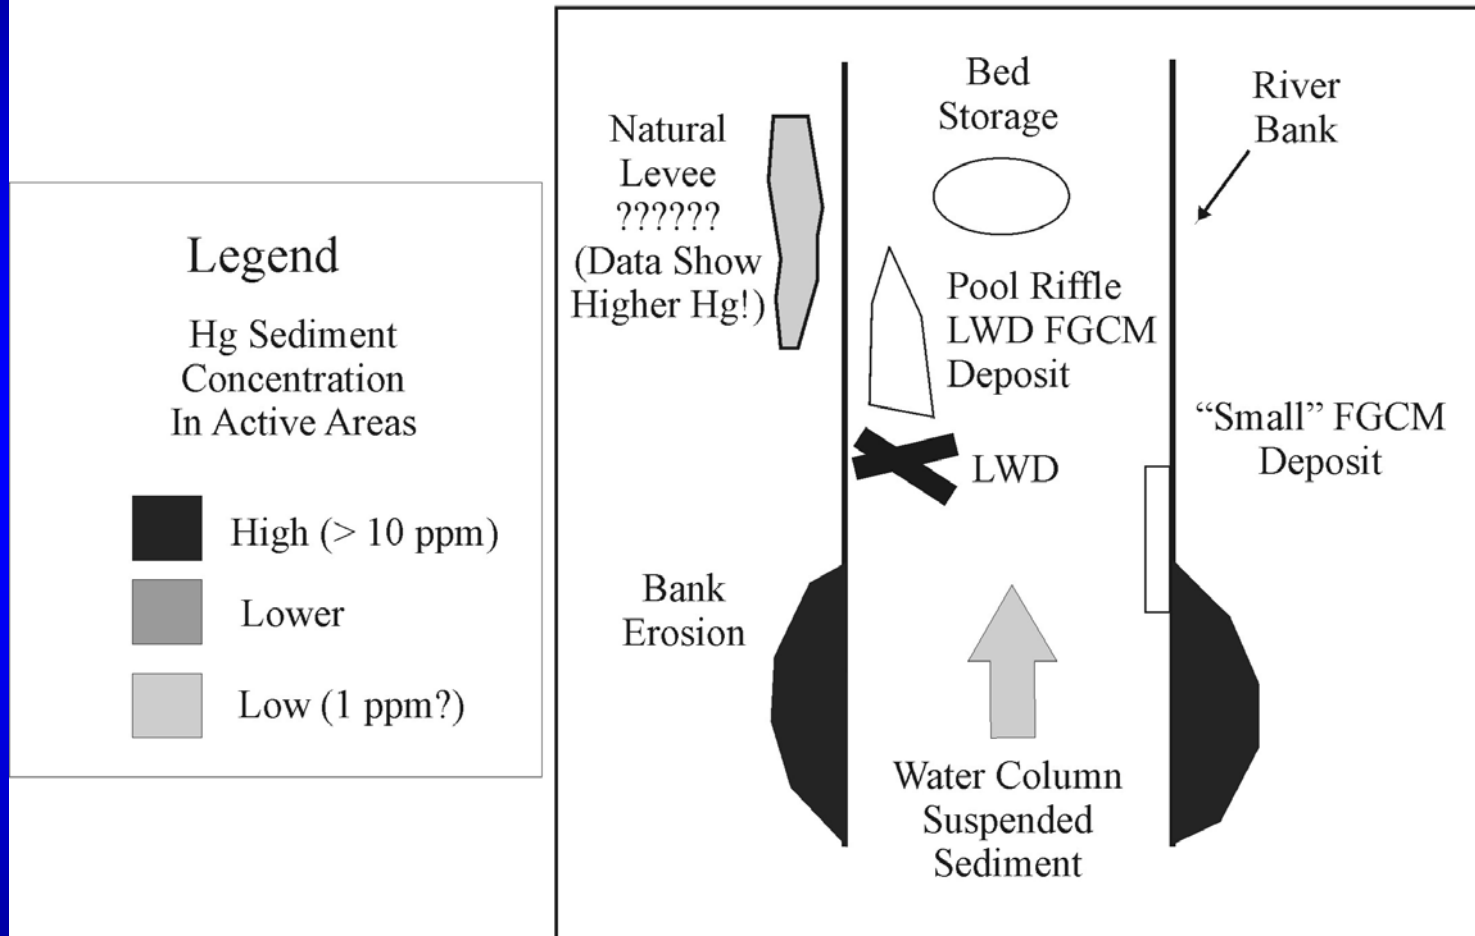 Legend
Hg Sediment
Concentration
In Active Areas
High (> 10 ppm)
Lower
Low (1 ppm?)
Natural
Levee
??????
(Data Show
Higher Hg!)
Bed
Storage
River
Bank
Pool Riffle
LWD FGCM
Deposit
LWD
“Small” FGCM
Deposit
Bank
Erosion
Water Column
Suspended
Sediment